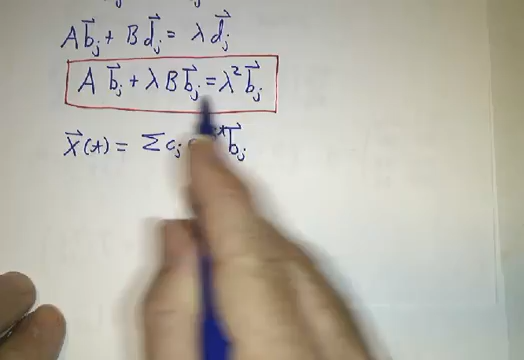 A b⃗ⱼ + B d⃗ⱼ = λ d⃗ⱼ
A b⃗ⱼ + λ B b⃗ⱼ = λ² b⃗ⱼ
x⃗(t) = Σ cⱼ b⃗ⱼ